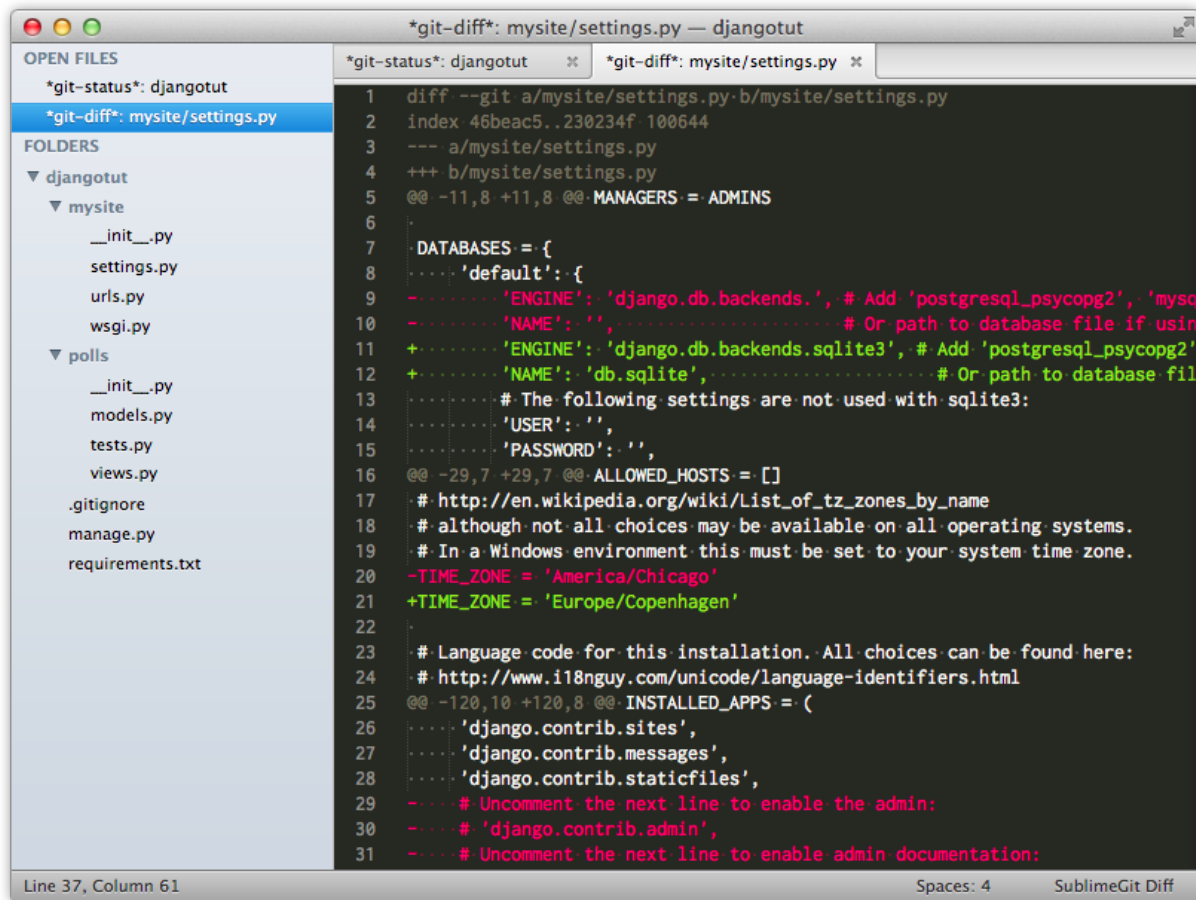 *git-diff*: mysite/settings.py — djangotut
OPEN FILES
*git-status*: djangotut
*git-diff*: mysite/settings.py
FOLDERS
djangotut
mysite
__init__.py
settings.py
urls.py
wsgi.py
polls
__init__.py
models.py
tests.py
views.py
.gitignore
manage.py
requirements.txt
*git-status*: djangotut *git-diff*: mysite/settings.py
1 diff --git a/mysite/settings.py b/mysite/settings.py
2 index 46beac5..230234f 100644
3 --- a/mysite/settings.py
4 +++ b/mysite/settings.py
5 @@ -11,8 +11,8 @@ MANAGERS = ADMINS
6
7 DATABASES = {
8 'default': {
9 - 'ENGINE': 'django.db.backends.', # Add 'postgresql_psycopg2', 'mysq
10 - 'NAME': '', # Or path to database file if usin
11 + 'ENGINE': 'django.db.backends.sqlite3', # Add 'postgresql_psycopg2'
12 + 'NAME': 'db.sqlite', # Or path to database fil
13 # The following settings are not used with sqlite3:
14 'USER': '',
15 'PASSWORD': '',
16 @@ -29,7 +29,7 @@ ALLOWED_HOSTS = []
17 # http://en.wikipedia.org/wiki/List_of_tz_zones_by_name
18 # although not all choices may be available on all operating systems.
19 # In a Windows environment this must be set to your system time zone.
20 -TIME_ZONE = 'America/Chicago'
21 +TIME_ZONE = 'Europe/Copenhagen'
22
23 # Language code for this installation. All choices can be found here:
24 # http://www.i18nguy.com/unicode/language-identifiers.html
25 @@ -120,10 +120,8 @@ INSTALLED_APPS = (
26 'django.contrib.sites',
27 'django.contrib.messages',
28 'django.contrib.staticfiles',
29 - # Uncomment the next line to enable the admin:
30 - # 'django.contrib.admin',
31 - # Uncomment the next line to enable admin documentation:
Line 37, Column 61 Spaces: 4 SublimeGit Diff